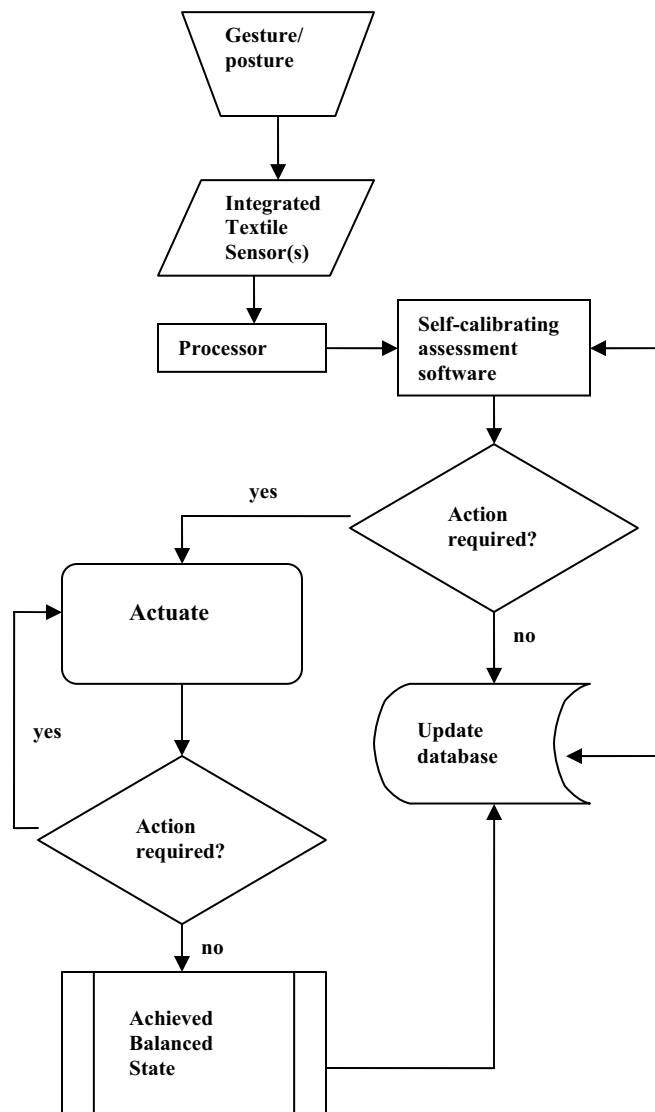 Gesture/
posture
Integrated
Textile
Sensor(s)
Processor
Self-calibrating
assessment
software
Action
required?
yes
no
Actuate
Update
database
yes
Action
required?
no
Achieved
Balanced
State